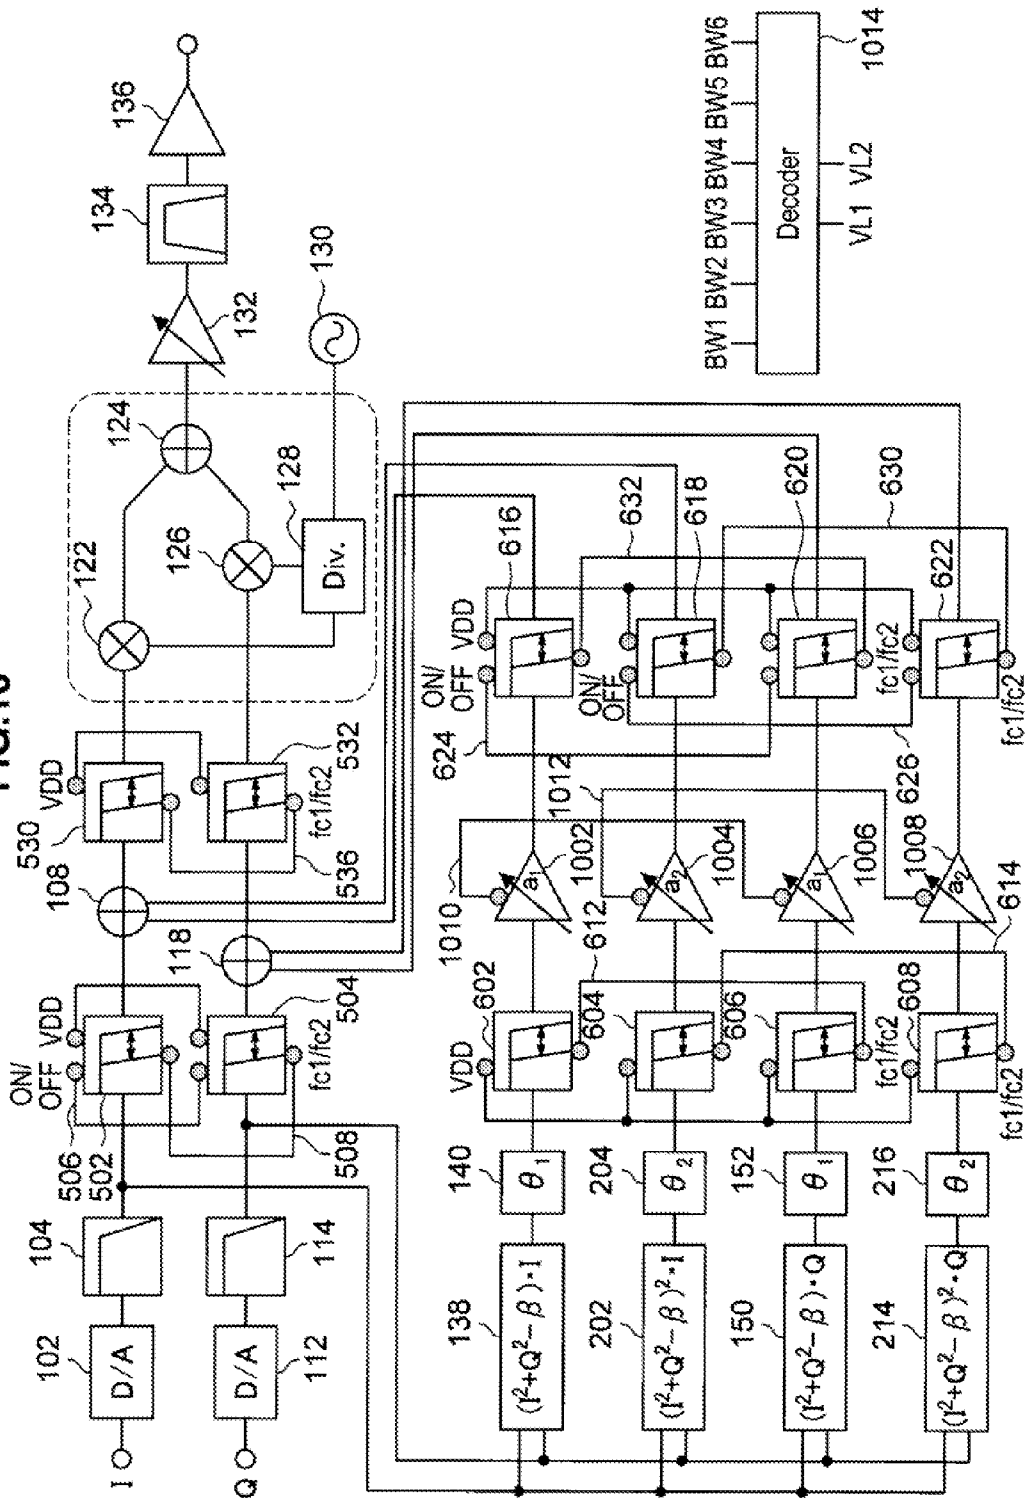 I
D/A
102
104
506
502
ON/
OFF
VDD
108
530
VDD
122
124
132
134
136
Q
D/A
112
114
508
fc1/fc2
504
118
536
fc1/fc2
532
126
Div.
128
130
138
(I²+Q²−β)·I
140
θ1
VDD
602
612
1010
a1
1002
1012
624
ON/
OFF
VDD
616
632
202
(I²+Q²−β)²·I
204
θ2
604
a2
1004
ON/
OFF
618
150
(I²+Q²−β)·Q
152
θ1
606
fc1/fc2
a1
1006
626
fc1/fc2
620
630
214
(I²+Q²−β)²·Q
216
θ2
608
fc1/fc2
614
a2
1008
622
fc1/fc2
BW1 BW2 BW3 BW4 BW5 BW6
Decoder
VL1 VL2
1014